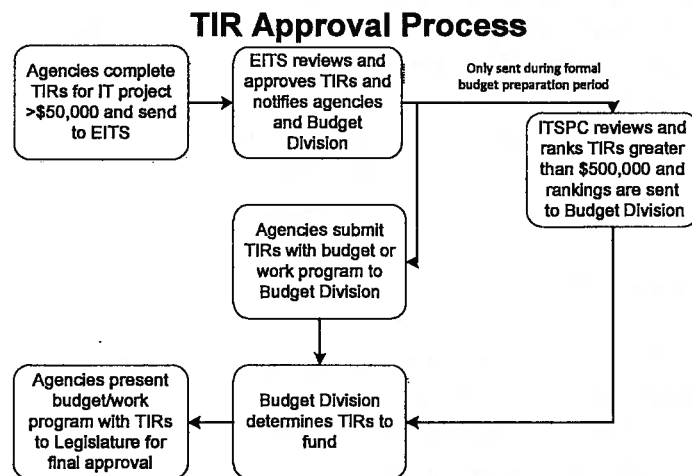 TIR Approval Process
Agencies complete
TIRs for IT project
>$50,000 and send
to EITS
EITS reviews and
approves TIRs and
notifies agencies
and Budget
Division
Only sent during formal
budget preparation period
ITSPC reviews and
ranks TIRs greater
than $500,000 and
rankings are sent
to Budget Division
Agencies submit
TIRs with budget or
work program to
Budget Division
Agencies present
budget/work
program with TIRs
to Legislature for
final approval
Budget Division
determines TIRs to
fund